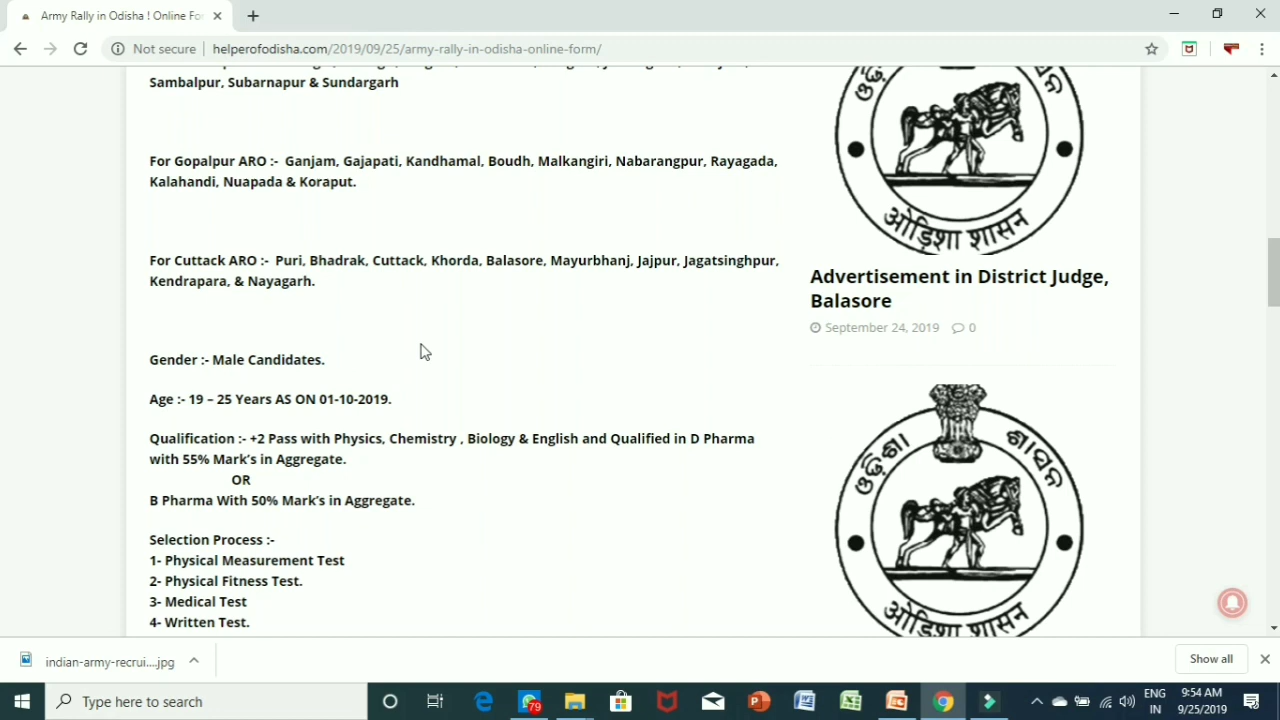 Army Rally in Odisha ! Online Fo
Not secure
helperofodisha.com/2019/09/25/army-rally-in-odisha-online-form/
Sambalpur, Subarnapur & Sundargarh
For Gopalpur ARO :- Ganjam, Gajapati, Kandhamal, Boudh, Malkangiri, Nabarangpur, Rayagada,
Kalahandi, Nuapada & Koraput.
For Cuttack ARO :- Puri, Bhadrak, Cuttack, Khorda, Balasore, Mayurbhanj, Jajpur, Jagatsinghpur,
Kendrapara, & Nayagarh.
Gender :- Male Candidates.
Age :- 19 – 25 Years AS ON 01-10-2019.
Qualification :- +2 Pass with Physics, Chemistry , Biology & English and Qualified in D Pharma
with 55% Mark’s in Aggregate.
OR
B Pharma With 50% Mark’s in Aggregate.
Selection Process :-
1- Physical Measurement Test
2- Physical Fitness Test.
3- Medical Test
4- Written Test.
ओड़िशा शासन
Advertisement in District Judge,
Balasore
September 24, 2019 0
ଓଡ଼ିଶା ଶାସନ
ओड़िशा शासन
indian-army-recrui....jpg
Show all
Type here to search
79
ENG
IN
9:54 AM
9/25/2019